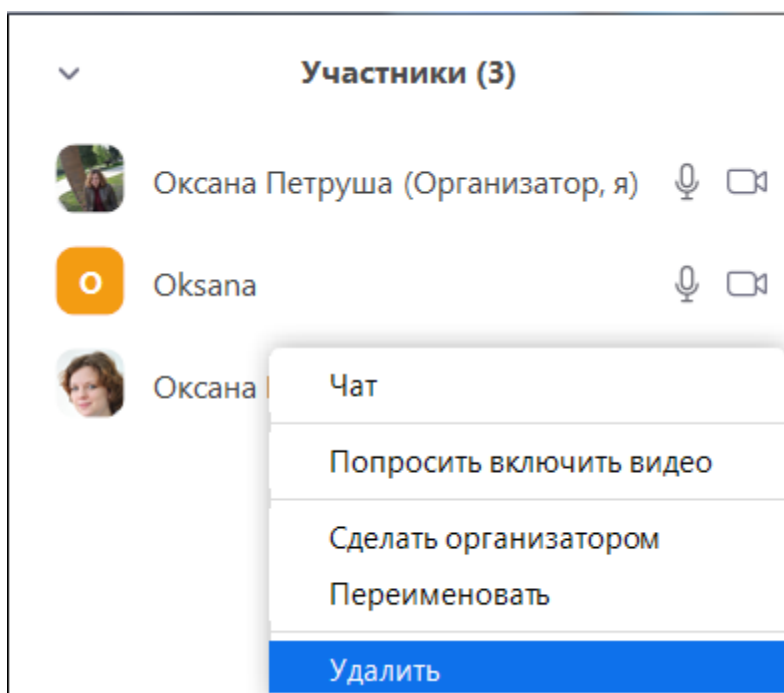 Участники (3)
Оксана Петруша (Организатор, я)
O
Oksana
Оксана
Чат
Попросить включить видео
Сделать организатором
Переименовать
Удалить